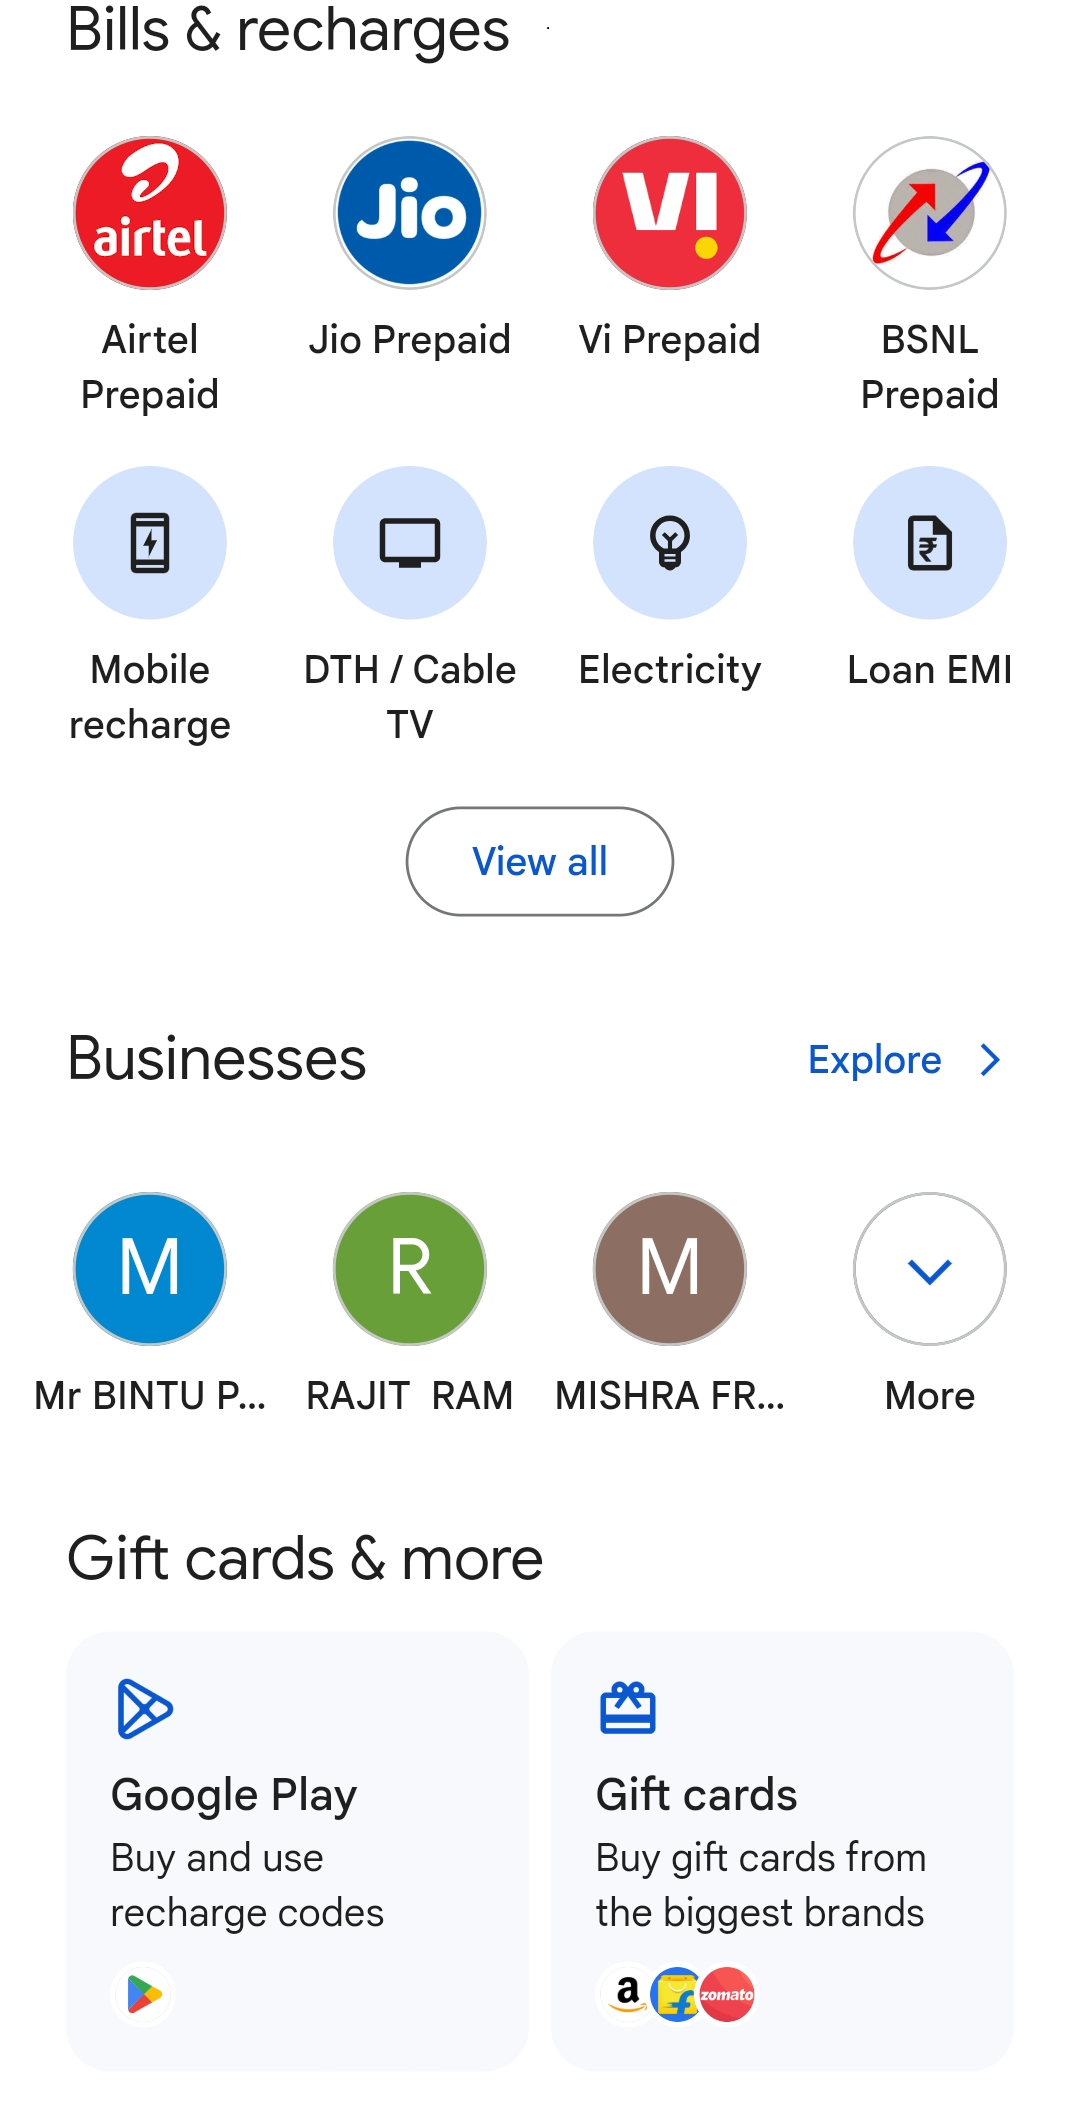 Bills & recharges
airtel
Jio
VI
Airtel Prepaid
Jio Prepaid
Vi Prepaid
BSNL Prepaid
₹
Mobile recharge
DTH / Cable TV
Electricity
Loan EMI
View all
Businesses
Explore
M
R
M
Mr BINTU P...
RAJIT  RAM
MISHRA FR...
More
Gift cards & more
Google Play
Buy and use
recharge codes
Gift cards
Buy gift cards from
the biggest brands
a
f
zomato